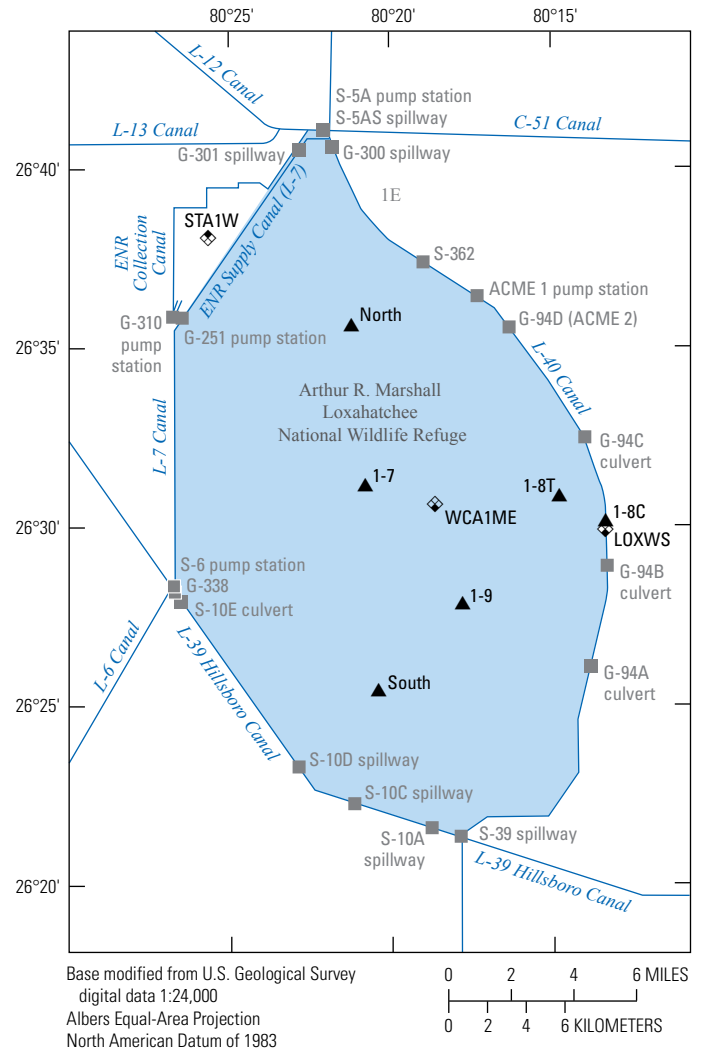 80°25'
80°20'
80°15'
L-12 Canal
S-5A pump station
S-5AS spillway
L-13 Canal
C-51 Canal
G-301 spillway
G-300 spillway
26°40'
1E
STA1W
ENR Supply Canal (L-7)
ENR
Collection
Canal
S-362
ACME 1 pump station
North
G-94D (ACME 2)
G-310
pump
station
G-251 pump station
26°35'
L-40 Canal
Arthur R. Marshall
Loxahatchee
National Wildlife Refuge
L-7 Canal
G-94C
culvert
1-7
1-8T
1-8C
WCA1ME
LOXWS
26°30'
S-6 pump station
G-338
S-10E culvert
G-94B
culvert
1-9
L-6 Canal
L-39 Hillsboro Canal
South
G-94A
culvert
26°25'
S-10D spillway
S-10C spillway
S-10A
spillway
S-39 spillway
L-39 Hillsboro Canal
26°20'
Base modified from U.S. Geological Survey
digital data 1:24,000
Albers Equal-Area Projection
North American Datum of 1983
0 2 4 6 MILES
0 2 4 6 KILOMETERS